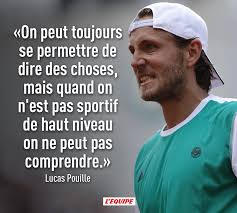 «On peut toujours
se permettre de
dire des choses,
mais quand on
n'est pas sportif
de haut niveau
on ne peut pas
comprendre.»
Lucas Pouille
L'EQUIPE